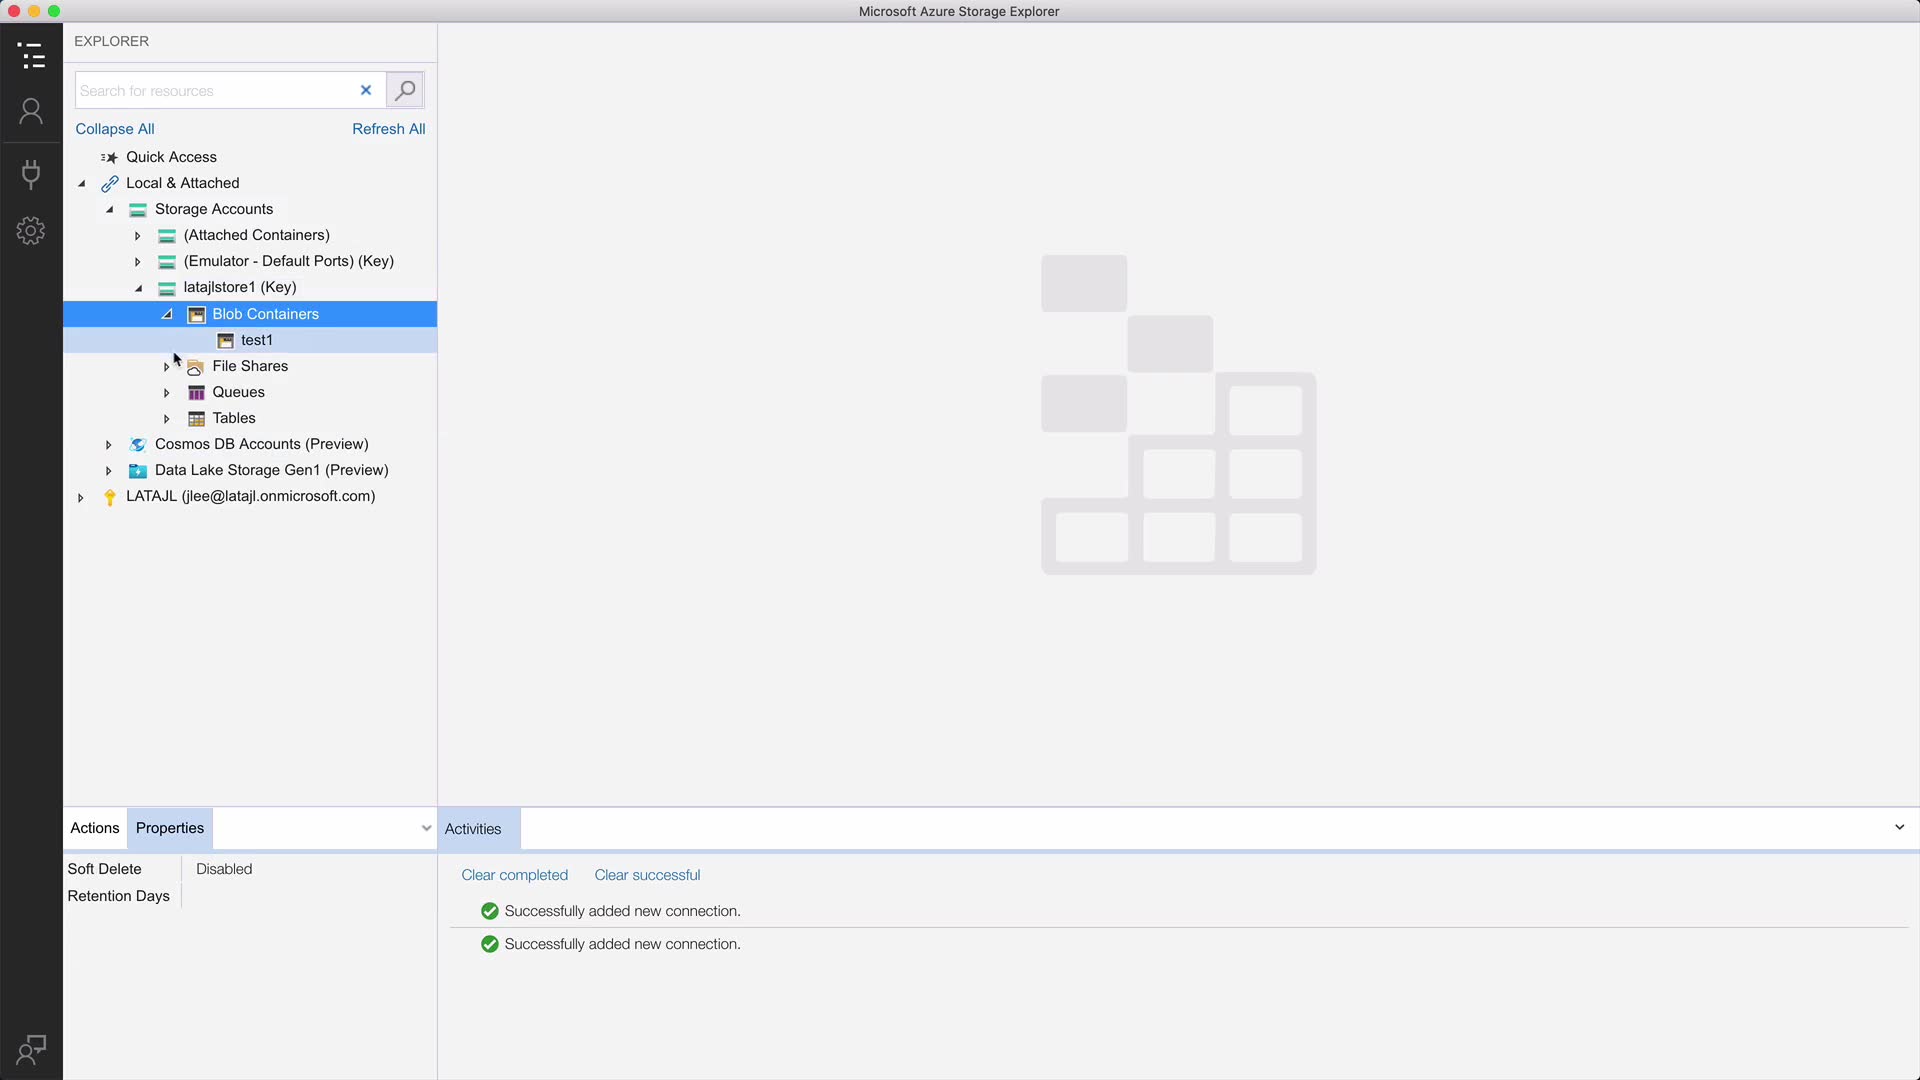 Microsoft Azure Storage Explorer
EXPLORER
Search for resources
Collapse All
Refresh All
Quick Access
Local & Attached
Storage Accounts
(Attached Containers)
(Emulator - Default Ports) (Key)
latajlstore1 (Key)
Blob Containers
test1
File Shares
Queues
Tables
Cosmos DB Accounts (Preview)
Data Lake Storage Gen1 (Preview)
LATAJL (jlee@latajl.onmicrosoft.com)
Actions
Properties
Soft Delete Disabled
Retention Days
Activities
Clear completed
Clear successful
Successfully added new connection.
Successfully added new connection.